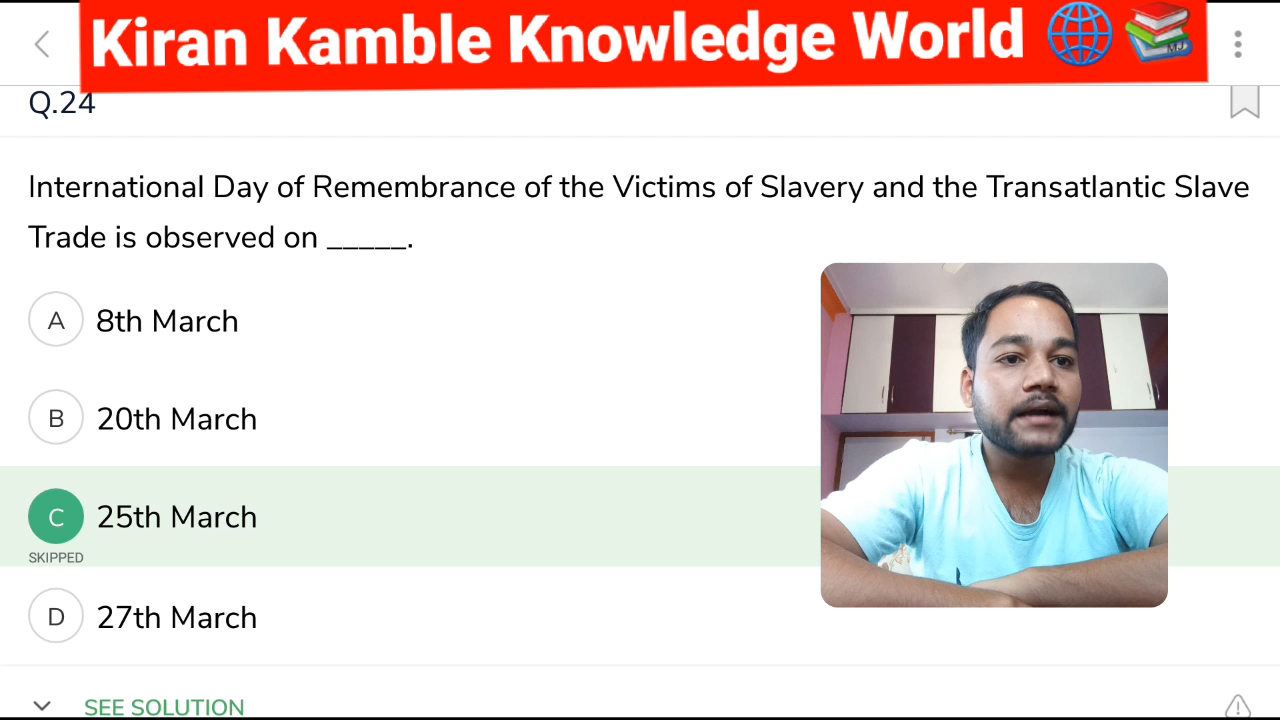 Kiran Kamble Knowledge World
MJ
Q.24
International Day of Remembrance of the Victims of Slavery and the Transatlantic Slave
Trade is observed on _____.
A 8th March
B 20th March
C 25th March
SKIPPED
D 27th March
SEE SOLUTION